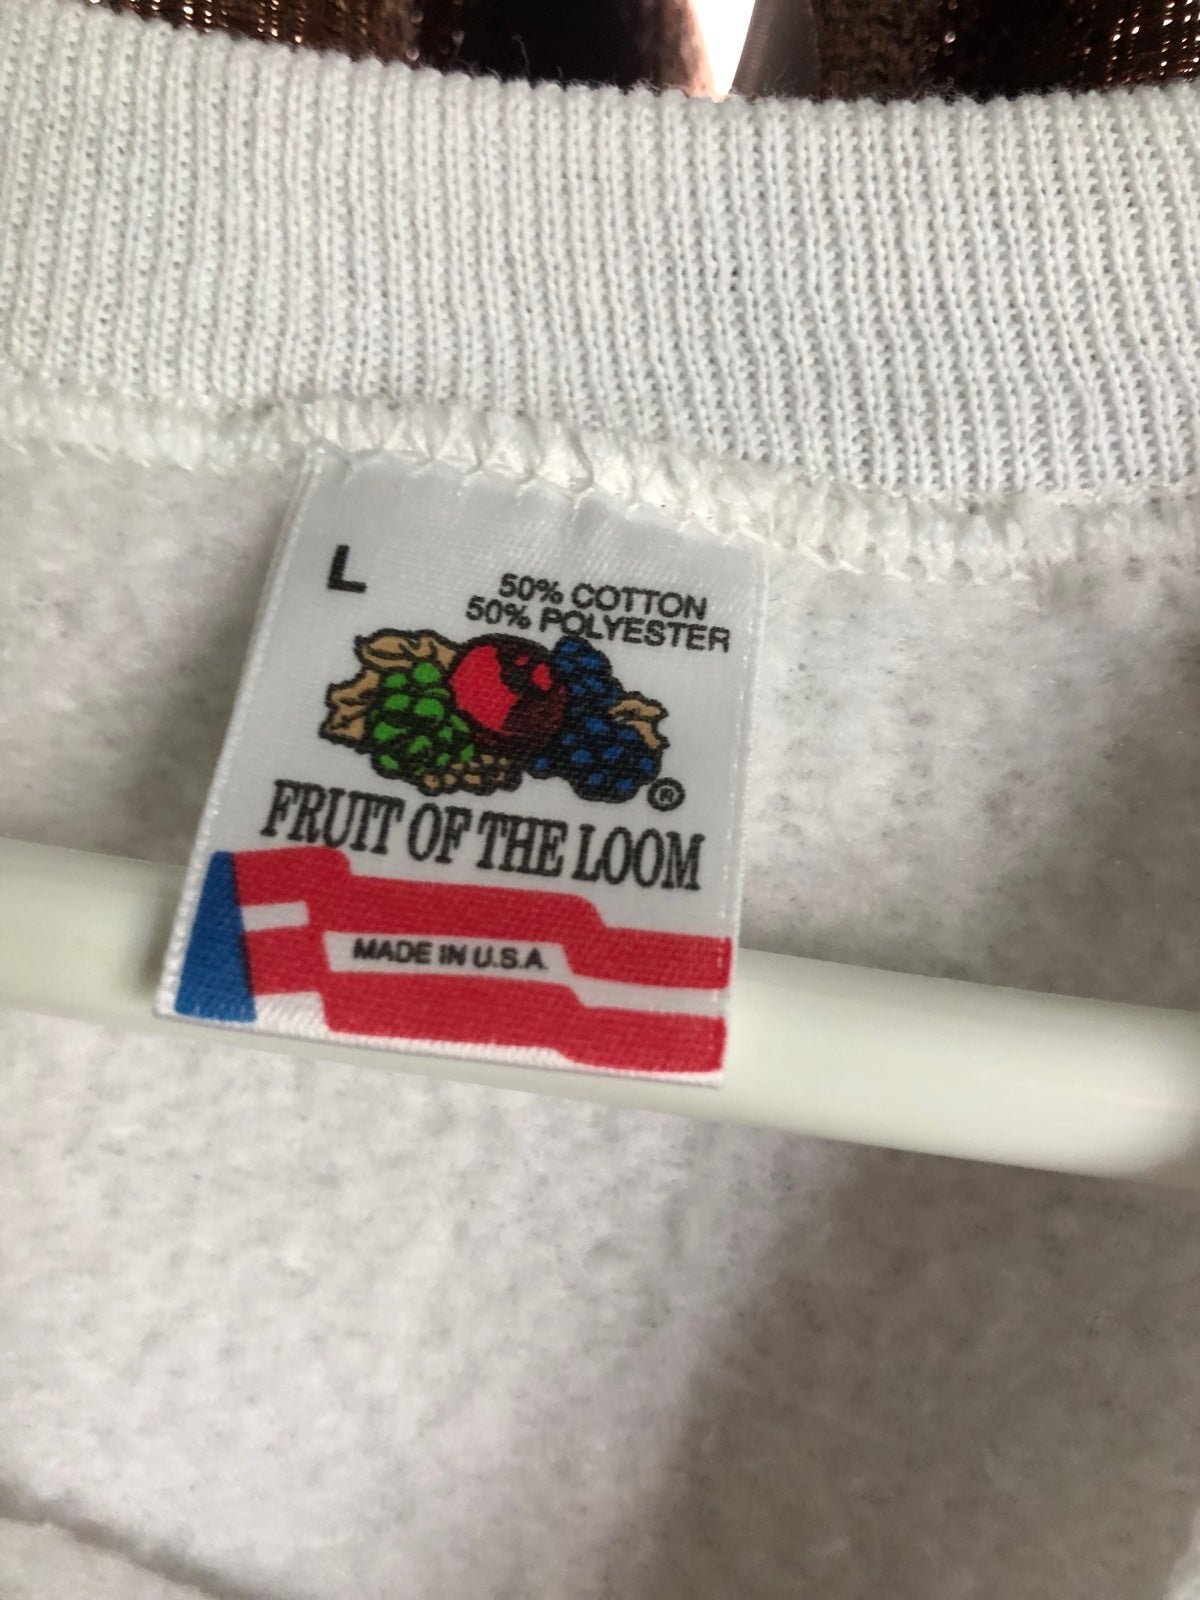 L
50% COTTON
50% POLYESTER
®
FRUIT OF THE LOOM
MADE IN U.S.A.